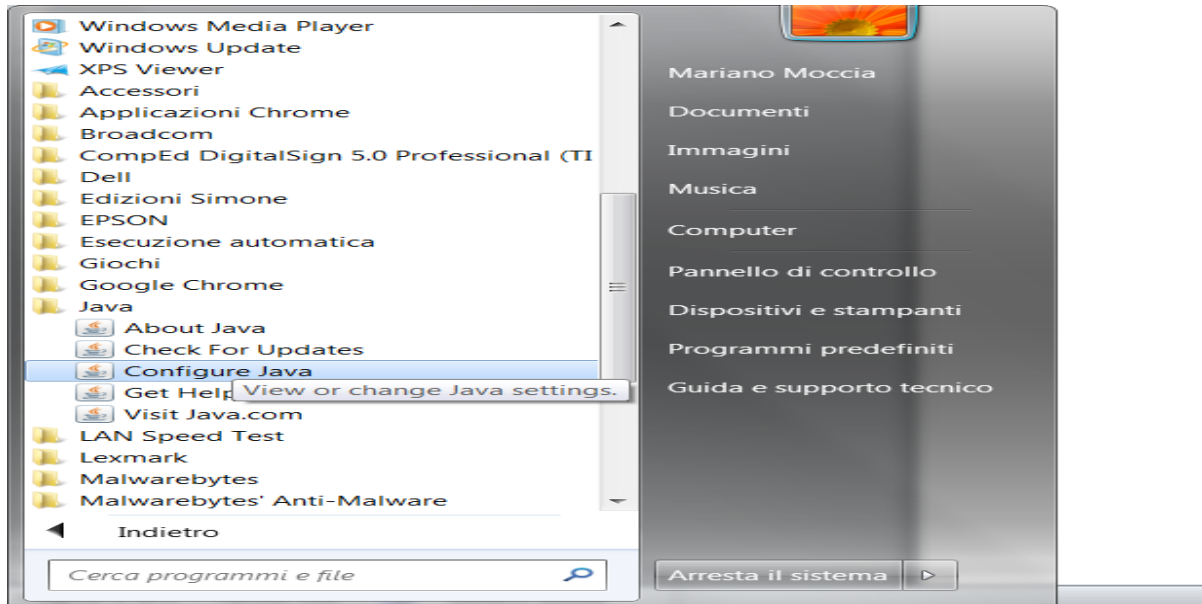 Windows Media Player
Windows Update
XPS Viewer
Accessori
Applicazioni Chrome
Broadcom
CompEd DigitalSign 5.0 Professional (TI
Dell
Edizioni Simone
EPSON
Esecuzione automatica
Giochi
Google Chrome
Java
About Java
Check For Updates
Configure Java
Get Help
View or change Java settings.
Visit Java.com
LAN Speed Test
Lexmark
Malwarebytes
Malwarebytes' Anti-Malware
Indietro
Cerca programmi e file
Mariano Moccia
Documenti
Immagini
Musica
Computer
Pannello di controllo
Dispositivi e stampanti
Programmi predefiniti
Guida e supporto tecnico
Arresta il sistema